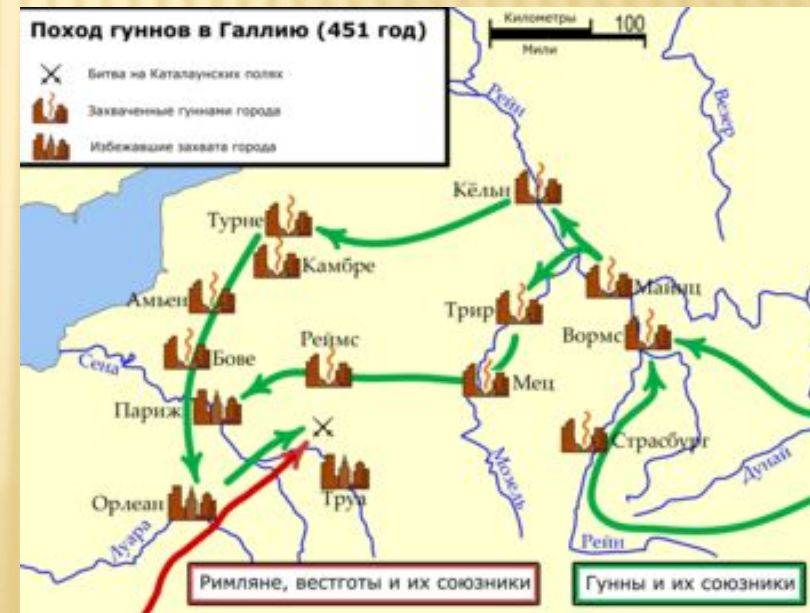 Поход гуннов в Галлию (451 год)
Битва на Каталаунских полях
Захваченные гуннами города
Избежавшие захвата города
Километры
100
Мили
Рейн
Везер
Кёльн
Турне
Камбре
Майнц
Амьен
Трир
Вормс
Реймс
Бове
Сена
Мец
Париж
Страсбург
Мозель
Дунай
Труа
Орлеан
Луара
Рейн
Римляне, вестготы и их союзники
Гунны и их союзники